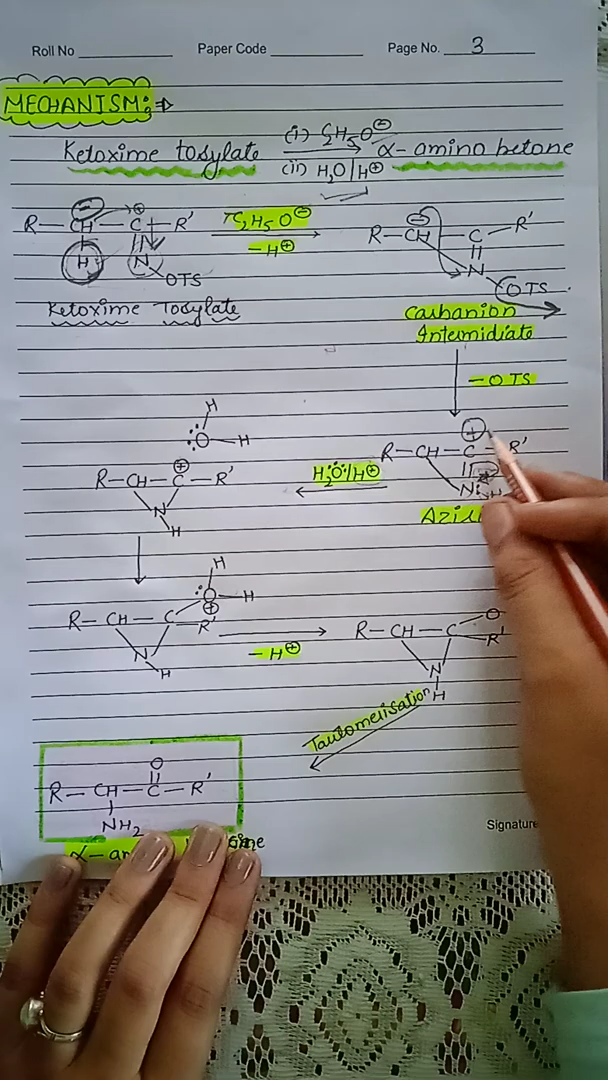 Roll No Paper Code Page No. 3
MECHANISM:⇒
Ketoxime tosylate (i) C2H5O⊖ (ii) H2O/H⊕ α-amino ketone
R—CH—C—R' C2H5O⊖ -H⊕ R—CH—C—R'
H N N
OTS OTS
Ketoxime Tosylate Carbanion
Intermidiate
-OTS
H
:O—H ⊕
R—CH—C—R' H2O/H⊕ R—CH—C—R'
N N:
H H
H
:O—H
⊕ O
R—CH—C—R' -H⊕ R—CH—C—R'
N N
H H
Tautomerisation
O
R—CH—C—R'
NH2
Signature